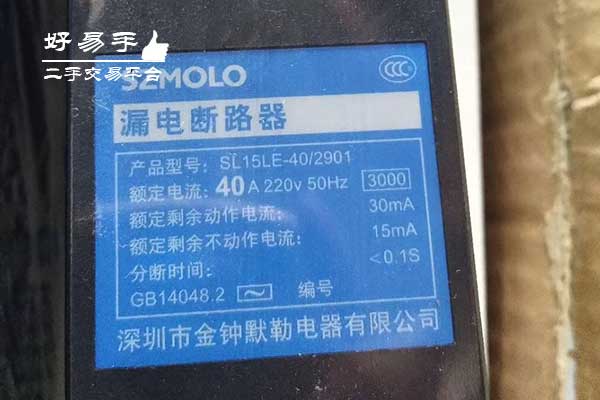 好易手
二手交易平台
SZMOLO
CCC
漏电断路器
产品型号: SL15LE-40/2901
额定电流: 40A 220v 50Hz 3000
额定剩余动作电流: 30mA
额定剩余不动作电流: 15mA
分断时间: <0.1S
GB14048.2 ~ 编号
深圳市金钟默勒电器有限公司